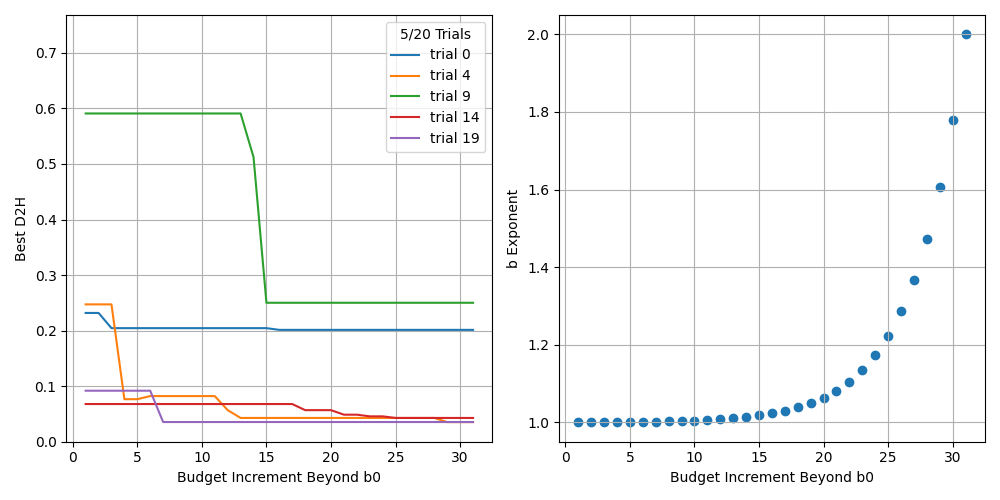 Best D2H
0.7
0.6
0.5
0.4
0.3
0.2
0.1
0.0
0 5 10 15 20 25 30
Budget Increment Beyond b0
5/20 Trials
trial 0
trial 4
trial 9
trial 14
trial 19
b Exponent
2.0
1.8
1.6
1.4
1.2
1.0
0 5 10 15 20 25 30
Budget Increment Beyond b0